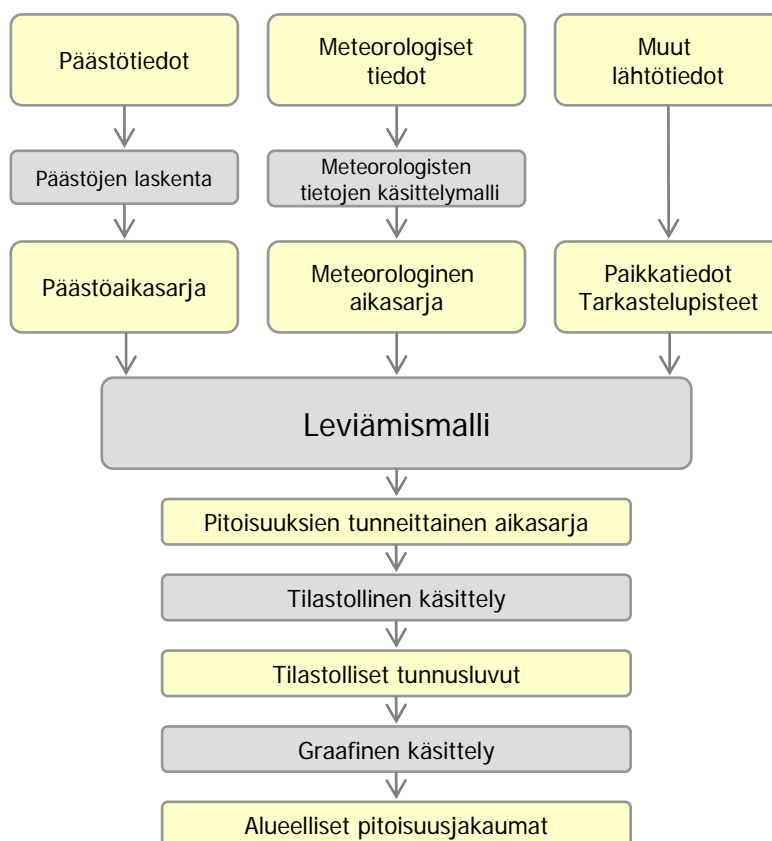 Päästötiedot
Meteorologiset
tiedot
Muut
lähtötiedot
Päästöjen laskenta
Meteorologisten
tietojen käsittelymalli
Päästöaikasarja
Meteorologinen
aikasarja
Paikkatiedot
Tarkastelupisteet
Leviämismalli
Pitoisuuksien tunneittainen aikasarja
Tilastollinen käsittely
Tilastolliset tunnusluvut
Graafinen käsittely
Alueelliset pitoisuusjakaumat